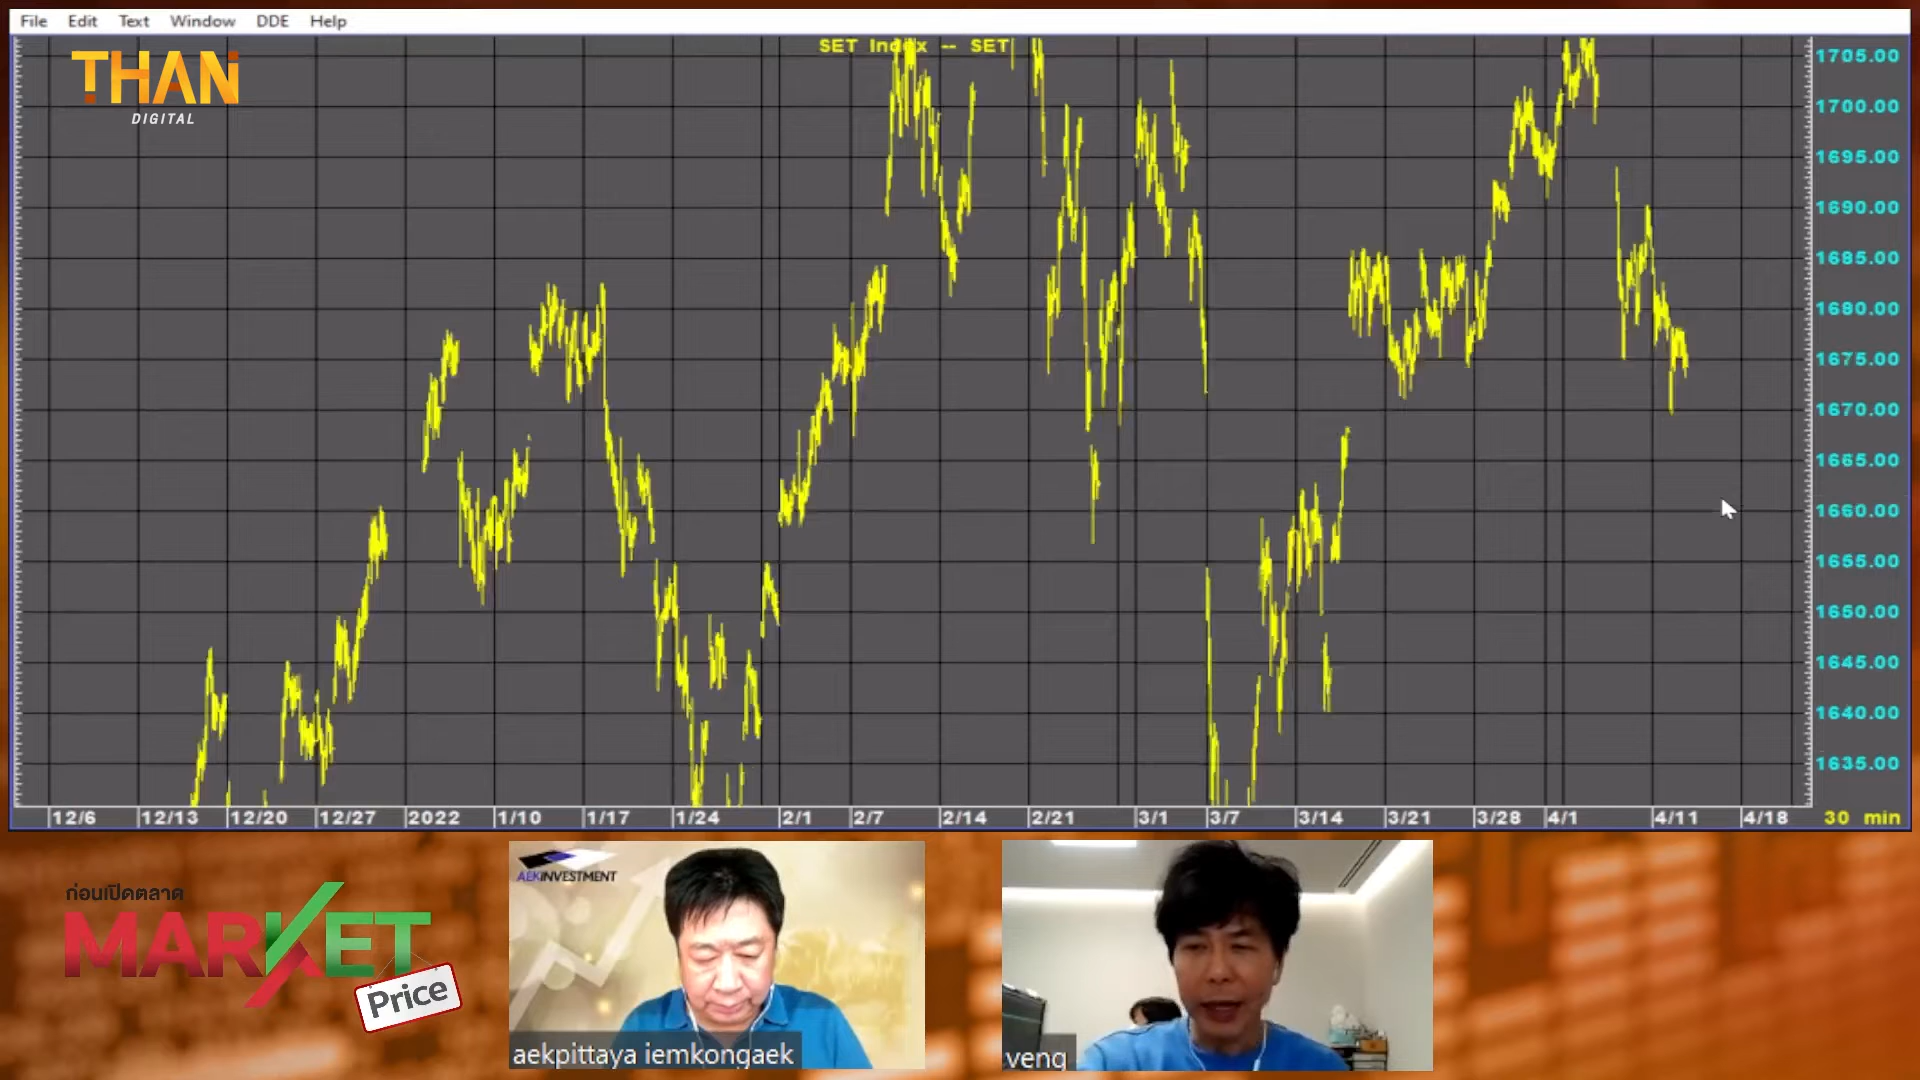 File Edit Text Window DDE Help
SET Index -- SET
THAN
DIGITAL
1705.00
1700.00
1695.00
1690.00
1685.00
1680.00
1675.00
1670.00
1665.00
1660.00
1655.00
1650.00
1645.00
1640.00
1635.00
12/6 12/13 12/20 12/27 2022 1/10 1/17 1/24 2/1 2/7 2/14 2/21 3/1 3/7 3/14 3/21 3/28 4/1 4/11 4/18 30 min
ก่อนเปิดตลาด
MARKET
Price
AEKINVESTMENT
aekpittaya iemkongaek
veng